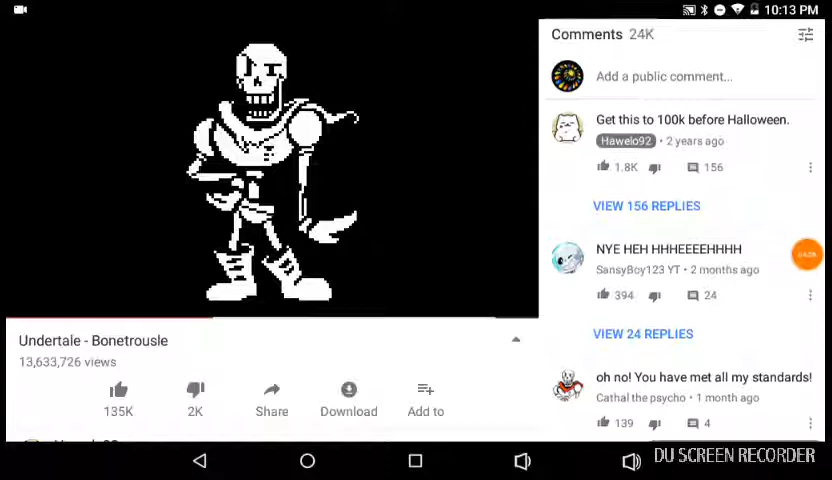 10:13 PM
Comments 24K
Add a public comment...
Get this to 100k before Halloween.
Hawelo92 • 2 years ago
1.8K 156
VIEW 156 REPLIES
NYE HEH HHHEEEEHHHH
SansyBoy123 YT • 2 months ago
394 24
VIEW 24 REPLIES
oh no! You have met all my standards!
Cathal the psycho • 1 month ago
139 4
Undertale - Bonetrousle
13,633,726 views
135K 2K Share Download Add to
DU SCREEN RECORDER